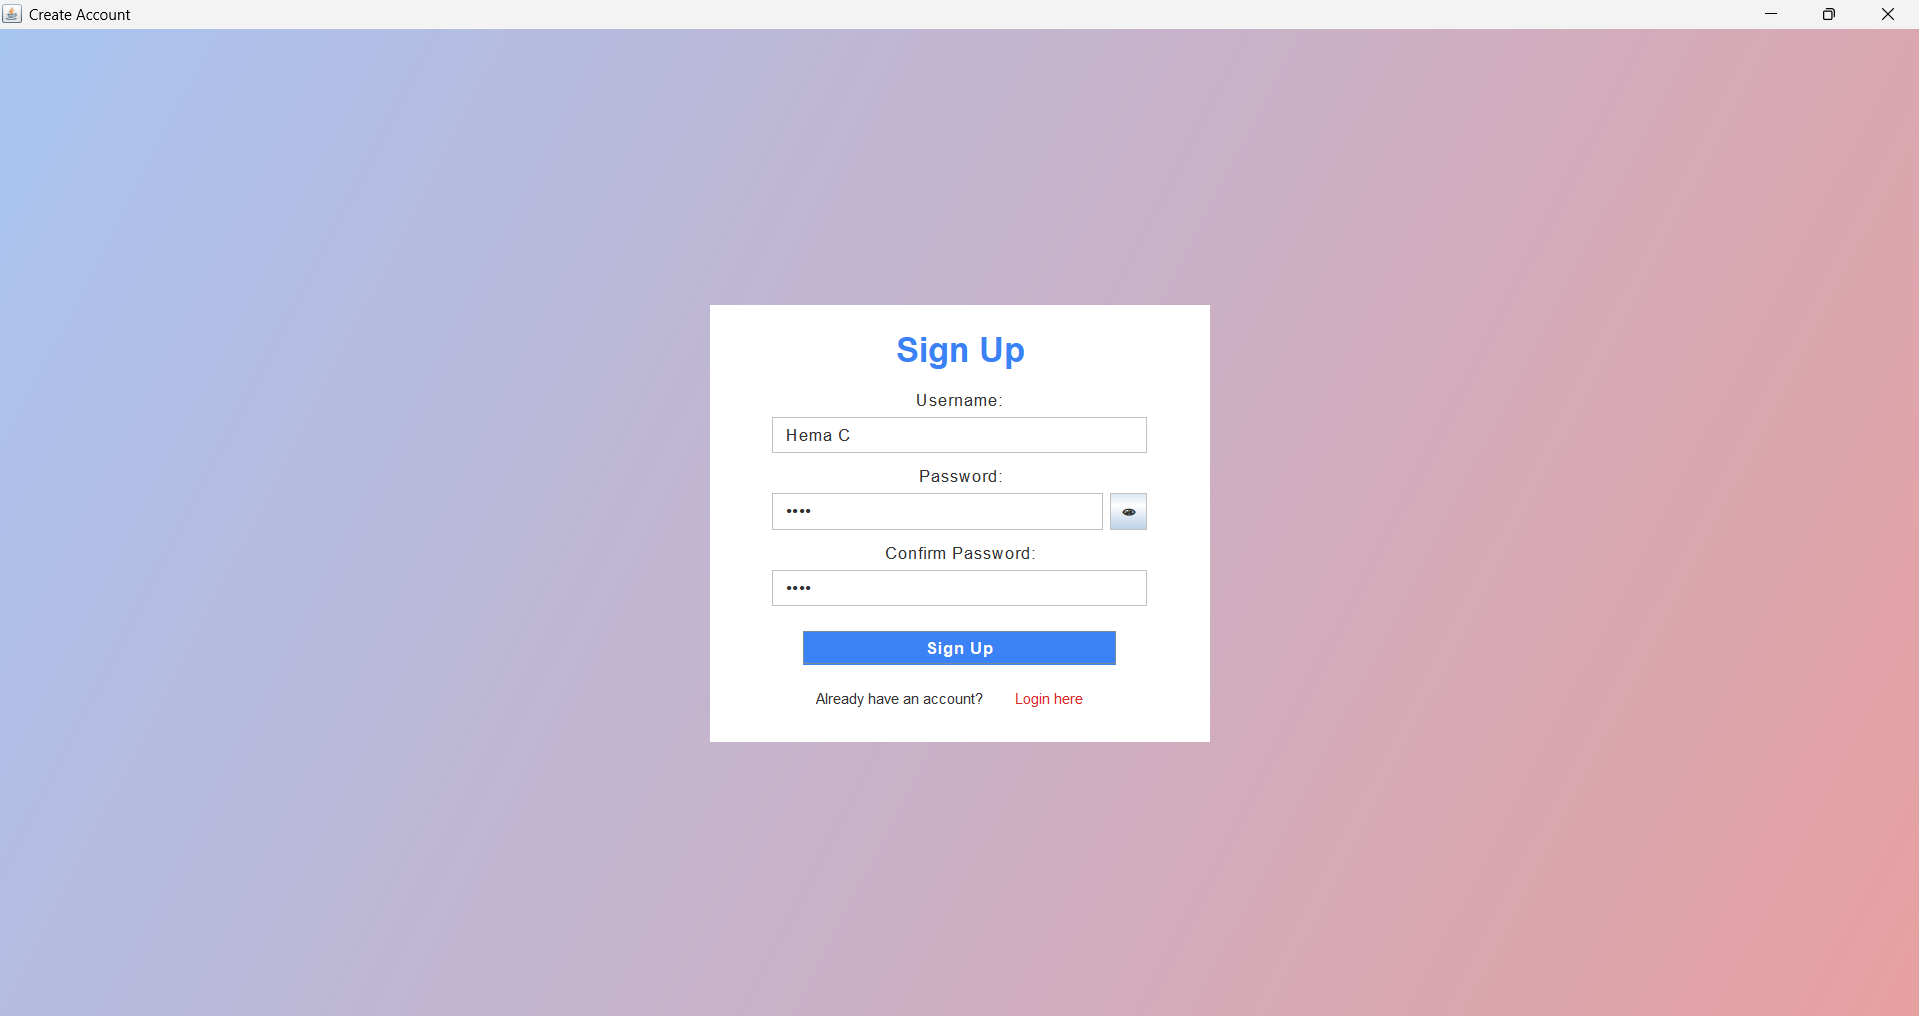 Create Account
Sign Up
Username:
Hema C
Password:
••••
Confirm Password:
••••
Sign Up
Already have an account? Login here